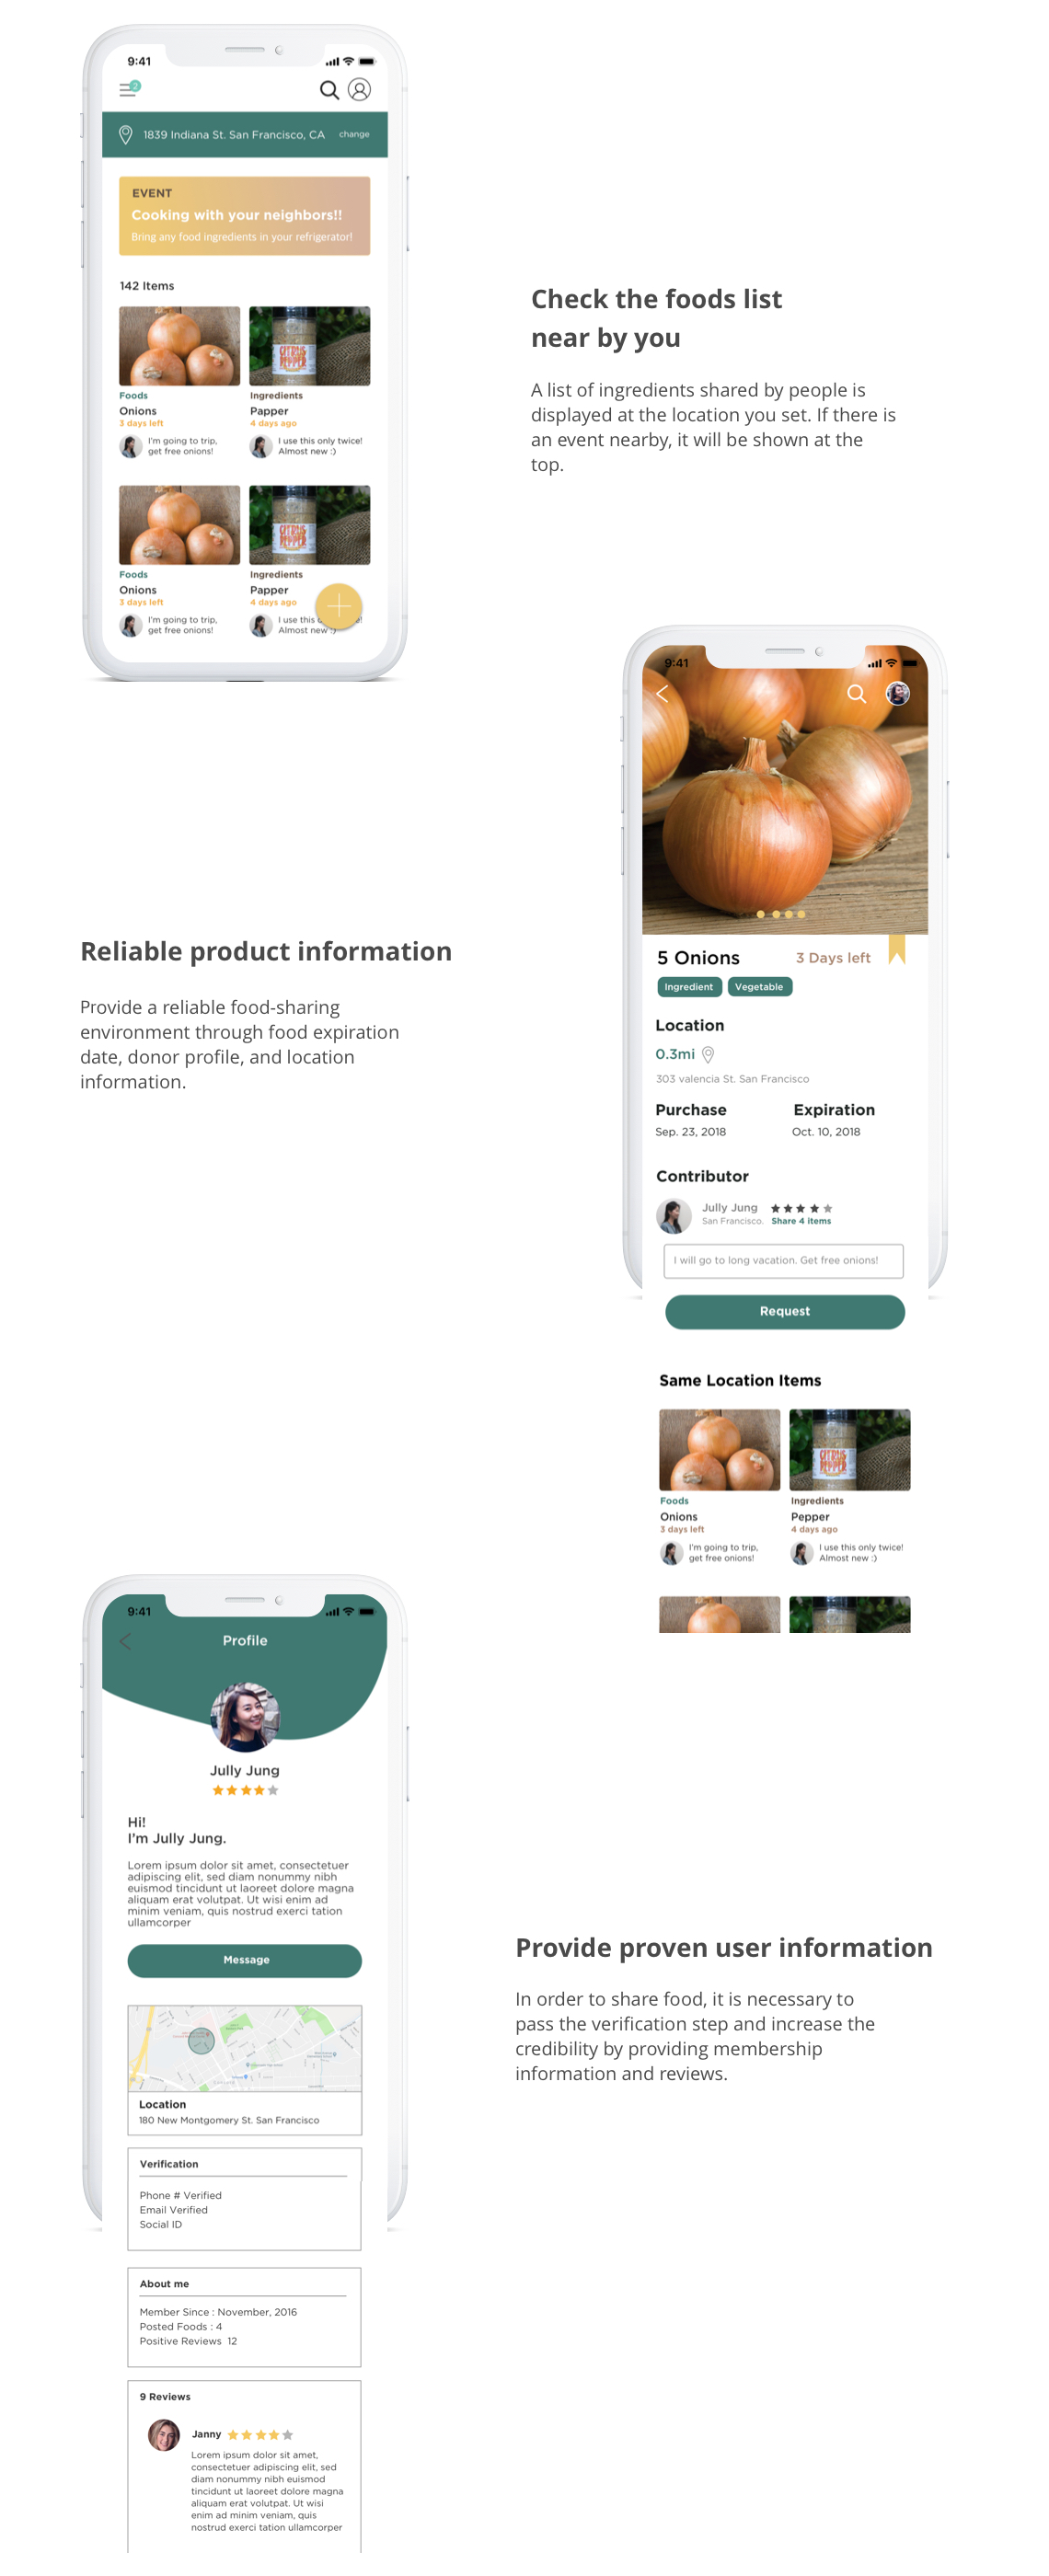 9:41
2
1839 Indiana St. San Francisco, CA change
EVENT
Cooking with your neighbors!!
Bring any food ingredients in your refrigerator!
142 Items
CITRUS
PEPPER
Foods
Ingredients
Onions
Papper
3 days left
4 days ago
I'm going to trip,
get free onions!
I use this only twice!
Almost new :)
CITRUS
PEPPER
Foods
Ingredients
Onions
Papper
3 days left
4 days ago
I'm going to trip,
get free onions!
I use this
Almost new :)
Check the foods list
near by you
A list of ingredients shared by people is
displayed at the location you set. If there is
an event nearby, it will be shown at the
top.
Reliable product information
Provide a reliable food-sharing
environment through food expiration
date, donor profile, and location
information.
9:41
5 Onions
3 Days left
Ingredient
Vegetable
Location
0.3mi
303 valencia St. San Francisco
Purchase
Expiration
Sep. 23, 2018
Oct. 10, 2018
Contributor
Jully Jung
San Francisco. Share 4 items
I will go to long vacation. Get free onions!
Request
Same Location Items
CITRUS
PEPPER
Foods
Ingredients
Onions
Pepper
3 days left
4 days ago
I'm going to trip,
get free onions!
I use this only twice!
Almost new :)
9:41
Profile
Jully Jung
Hi!
I'm Jully Jung.
Lorem ipsum dolor sit amet, consectetuer
adipiscing elit, sed diam nonummy nibh
euismod tincidunt ut laoreet dolore magna
aliquam erat volutpat. Ut wisi enim ad
minim veniam, quis nostrud exerci tation
ullamcorper
Message
Location
180 New Montgomery St. San Francisco
Verification
Phone # Verified
Email Verified
Social ID
About me
Member Since : November, 2016
Posted Foods : 4
Positive Reviews 12
9 Reviews
Janny
Lorem ipsum dolor sit amet,
consectetuer adipiscing elit, sed
diam nonummy nibh euismod
tincidunt ut laoreet dolore magna
aliquam erat volutpat. Ut wisi
enim ad minim veniam, quis
nostrud exerci tation ullamcorper
Provide proven user information
In order to share food, it is necessary to
pass the verification step and increase the
credibility by providing membership
information and reviews.